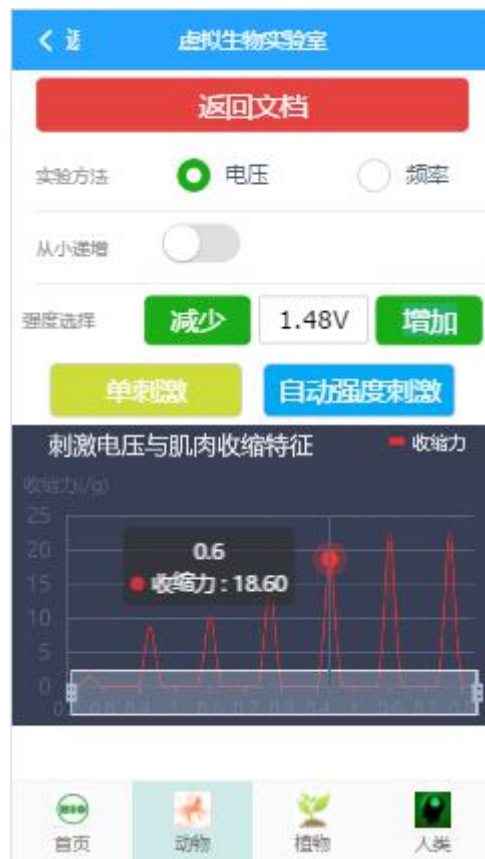 虚拟生物实验室
返回文档
实验方法 电压 频率
从小递增
强度选择 减少 1.48V 增加
单刺激 自动强度刺激
刺激电压与肌肉收缩特征 收缩力
收缩力(/g)
25
20
0.6
15
收缩力: 18.60
10
5
0
首页 动物 植物 人类